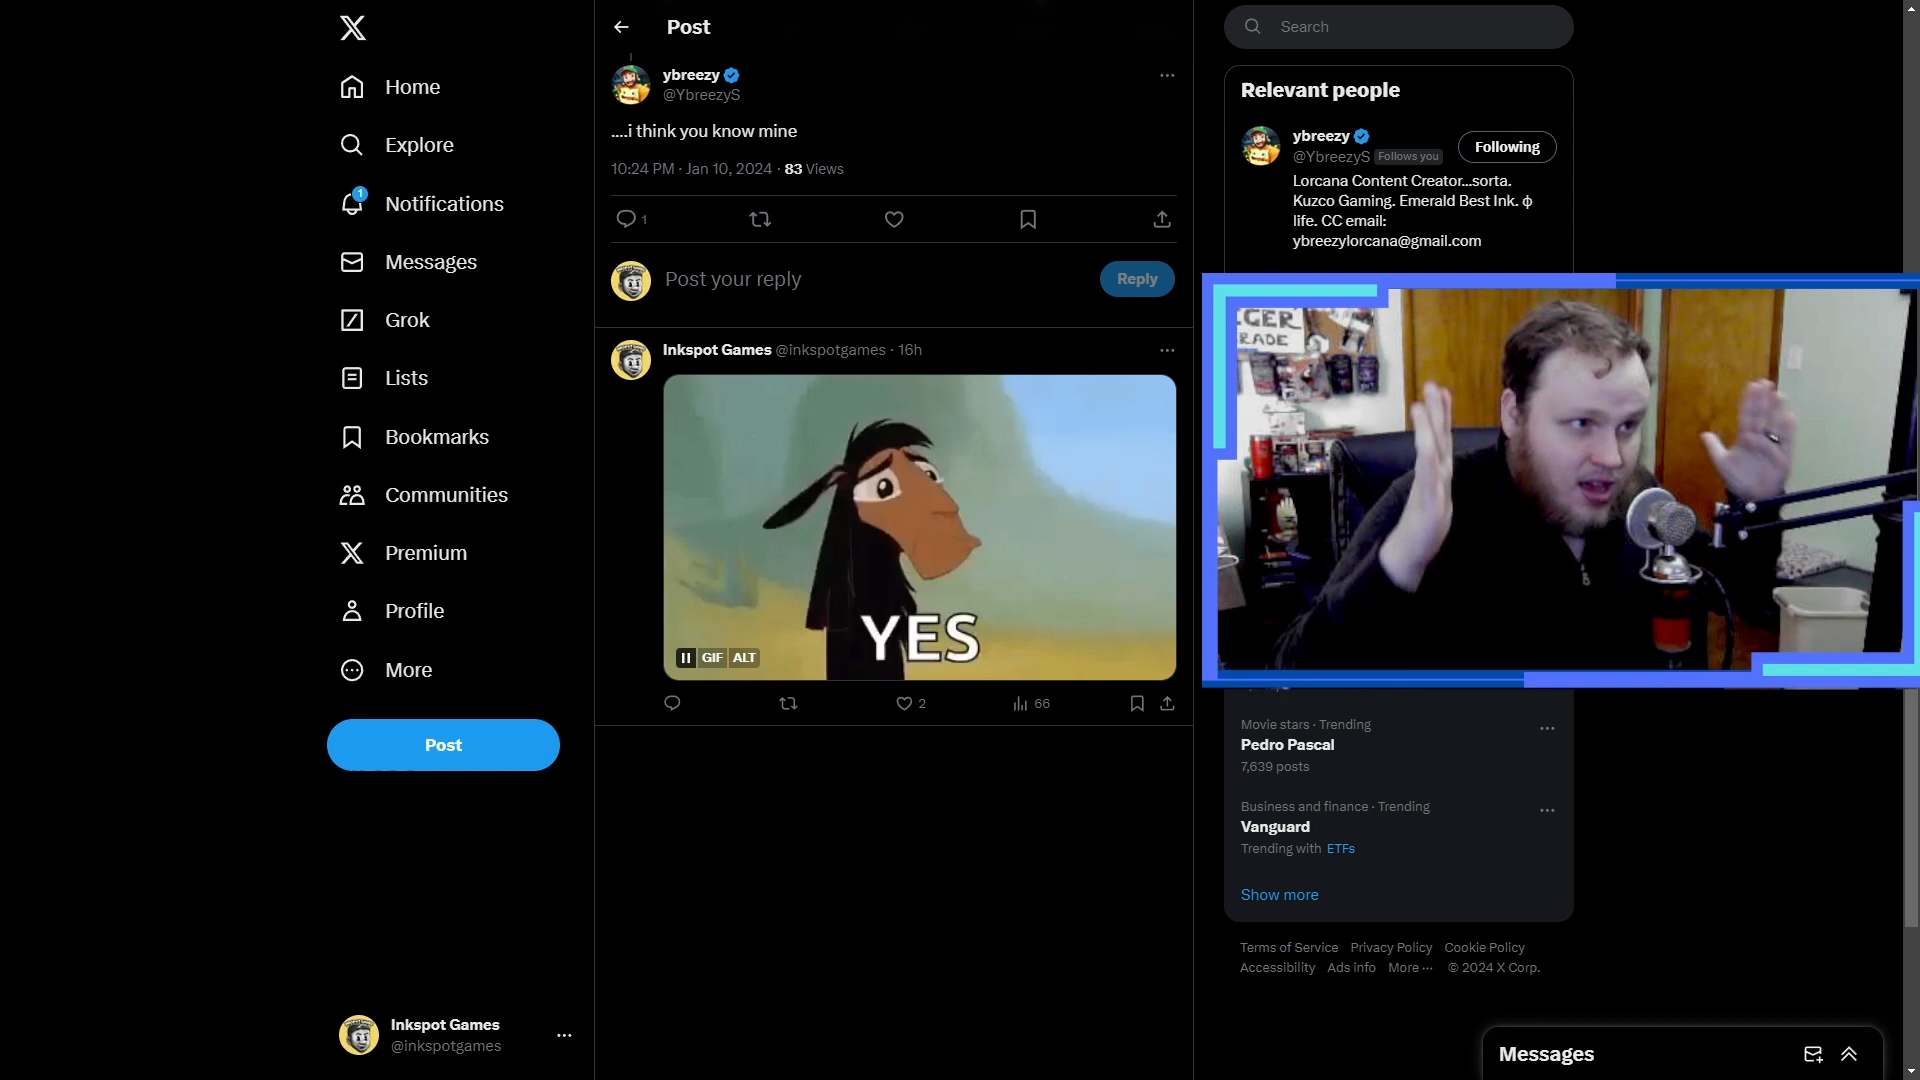 Home
Explore
1
Notifications
Messages
Grok
Lists
Bookmarks
Communities
Premium
Profile
More
Post
Inkspot Games
@inkspotgames
Post
ybreezy
@YbreezyS
....i think you know mine
10:24 PM · Jan 10, 2024 · 83 Views
1
Post your reply
Reply
Inkspot Games @inkspotgames · 16h
YES
GIF ALT
2
66
Search
Relevant people
ybreezy
Following
@YbreezyS Follows you
Lorcana Content Creator...sorta.
Kuzco Gaming. Emerald Best Ink. ф
life. CC email:
ybreezylorcana@gmail.com
Movie stars · Trending
Pedro Pascal
7,639 posts
Business and finance · Trending
Vanguard
Trending with ETFs
Show more
Terms of Service Privacy Policy Cookie Policy
Accessibility Ads info More ··· © 2024 X Corp.
Messages